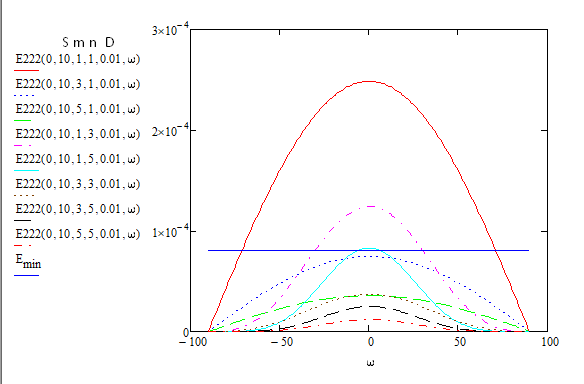 S m n D
E222(0,10,1,1,0.01,ω)
E222(0,10,3,1,0.01,ω)
E222(0,10,5,1,0.01,ω)
E222(0,10,1,3,0.01,ω)
E222(0,10,1,5,0.01,ω)
E222(0,10,3,3,0.01,ω)
E222(0,10,3,5,0.01,ω)
E222(0,10,5,5,0.01,ω)
E_min
3×10⁻⁴
2×10⁻⁴
1×10⁻⁴
0
−100 −50 0 50 100
ω